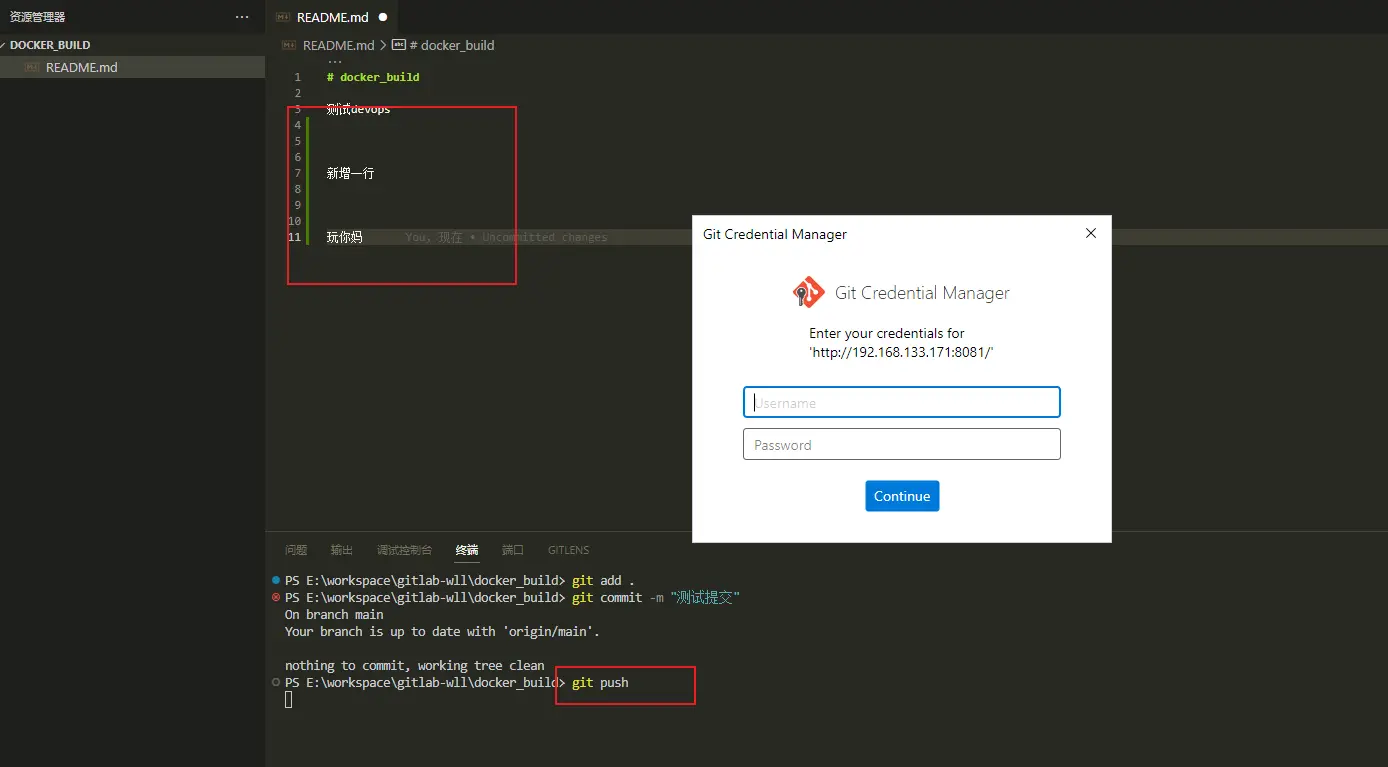 资源管理器
···
README.md
DOCKER_BUILD
README.md > # docker_build
README.md
...
1 # docker_build
2
3 测试devops
4
5
6
7 新增一行
8
9
10
11 玩你妈 You, 现在 • Uncommitted changes
Git Credential Manager
Git Credential Manager
Enter your credentials for
'http://192.168.133.171:8081/'
Username
Password
Continue
问题 输出 调试控制台 终端 端口 GITLENS
PS E:\workspace\gitlab-wll\docker_build> git add .
PS E:\workspace\gitlab-wll\docker_build> git commit -m "测试提交"
On branch main
Your branch is up to date with 'origin/main'.
nothing to commit, working tree clean
PS E:\workspace\gitlab-wll\docker_build> git push